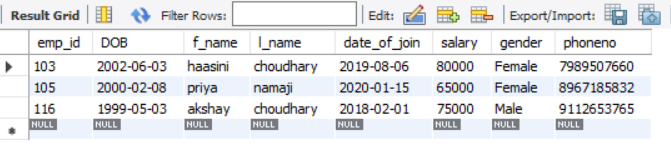 Result Grid Filter Rows: Edit: Export/Import:
emp_id DOB f_name l_name date_of_join salary gender phoneno
103 2002-06-03 haasini choudhary 2019-08-06 80000 Female 7989507660
105 2000-02-08 priya namaji 2020-01-15 65000 Female 8967185832
116 1999-05-03 akshay choudhary 2018-02-01 75000 Male 9112653765
NULL NULL NULL NULL NULL NULL NULL NULL